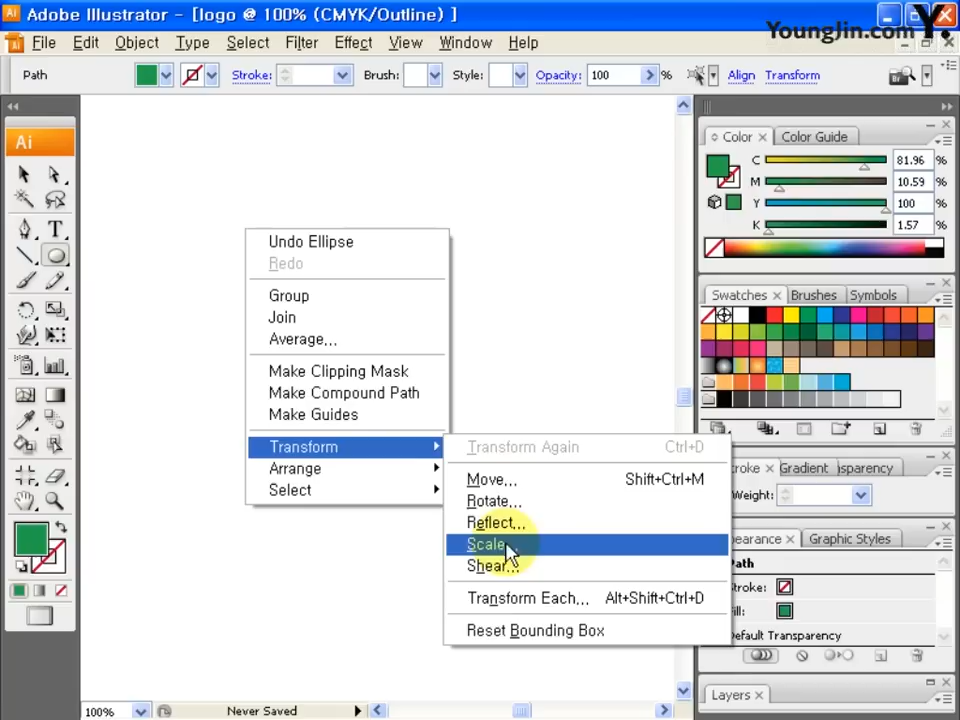 Adobe Illustrator - [logo @ 100% (CMYK/Outline) ]
YoungJin.com Y.
File Edit Object Type Select Filter Effect View Window Help
Path Stroke: Brush: Style: Opacity: 100 % Align Transform
Ai
Color Color Guide
C 81.96 %
M 10.59 %
Y 100 %
K 1.57 %
Undo Ellipse
Redo
Group
Join
Average...
Make Clipping Mask
Make Compound Path
Make Guides
Transform
Arrange
Select
Transform Again Ctrl+D
Move... Shift+Ctrl+M
Rotate...
Reflect...
Scale...
Shear...
Transform Each... Alt+Shift+Ctrl+D
Reset Bounding Box
Swatches Brushes Symbols
troke Gradient nsparency
Weight:
pearance Graphic Styles
Path
Stroke:
Fill:
Default Transparency
Layers
100% Never Saved